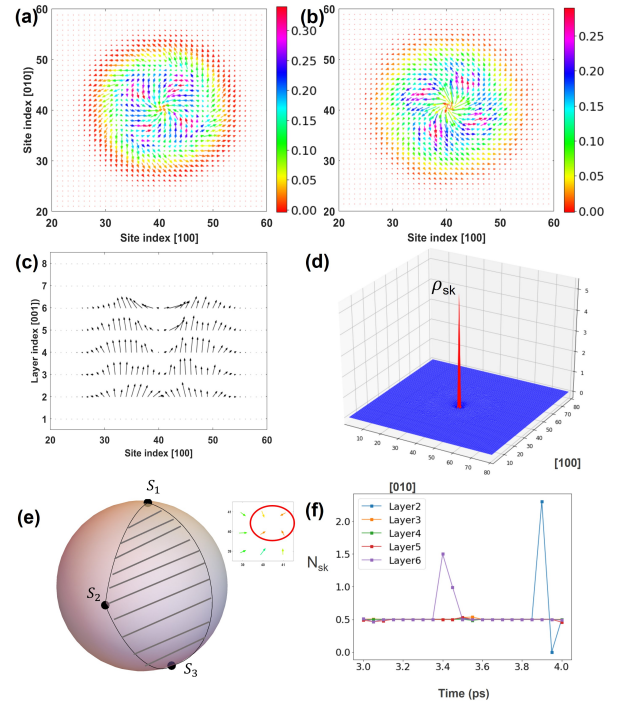 (a)
60
50
40
30
20
Site index [010])
20 30 40 50 60
Site index [100]
0.30
0.25
0.20
0.15
0.10
0.05
0.00
(b)
60
50
40
30
20
20 30 40 50 60
Site index [100]
0.25
0.20
0.15
0.10
0.05
0.00
(c)
8
7
6
5
4
3
2
1
Layer index [001]
20 30 40 50 60
Site index [100]
(d)
ρsk
5
4
3
2
1
0
10 20 30 40 50 60 70 80
10 20 30 40 50 60 70 80
[100]
[010]
(e)
S1
S2
S3
41
40
39
39 40 41
(f)
Layer2
Layer3
Layer4
Layer5
Layer6
Nsk
2.0
1.5
1.0
0.5
0.0
3.0 3.2 3.4 3.6 3.8 4.0
Time (ps)